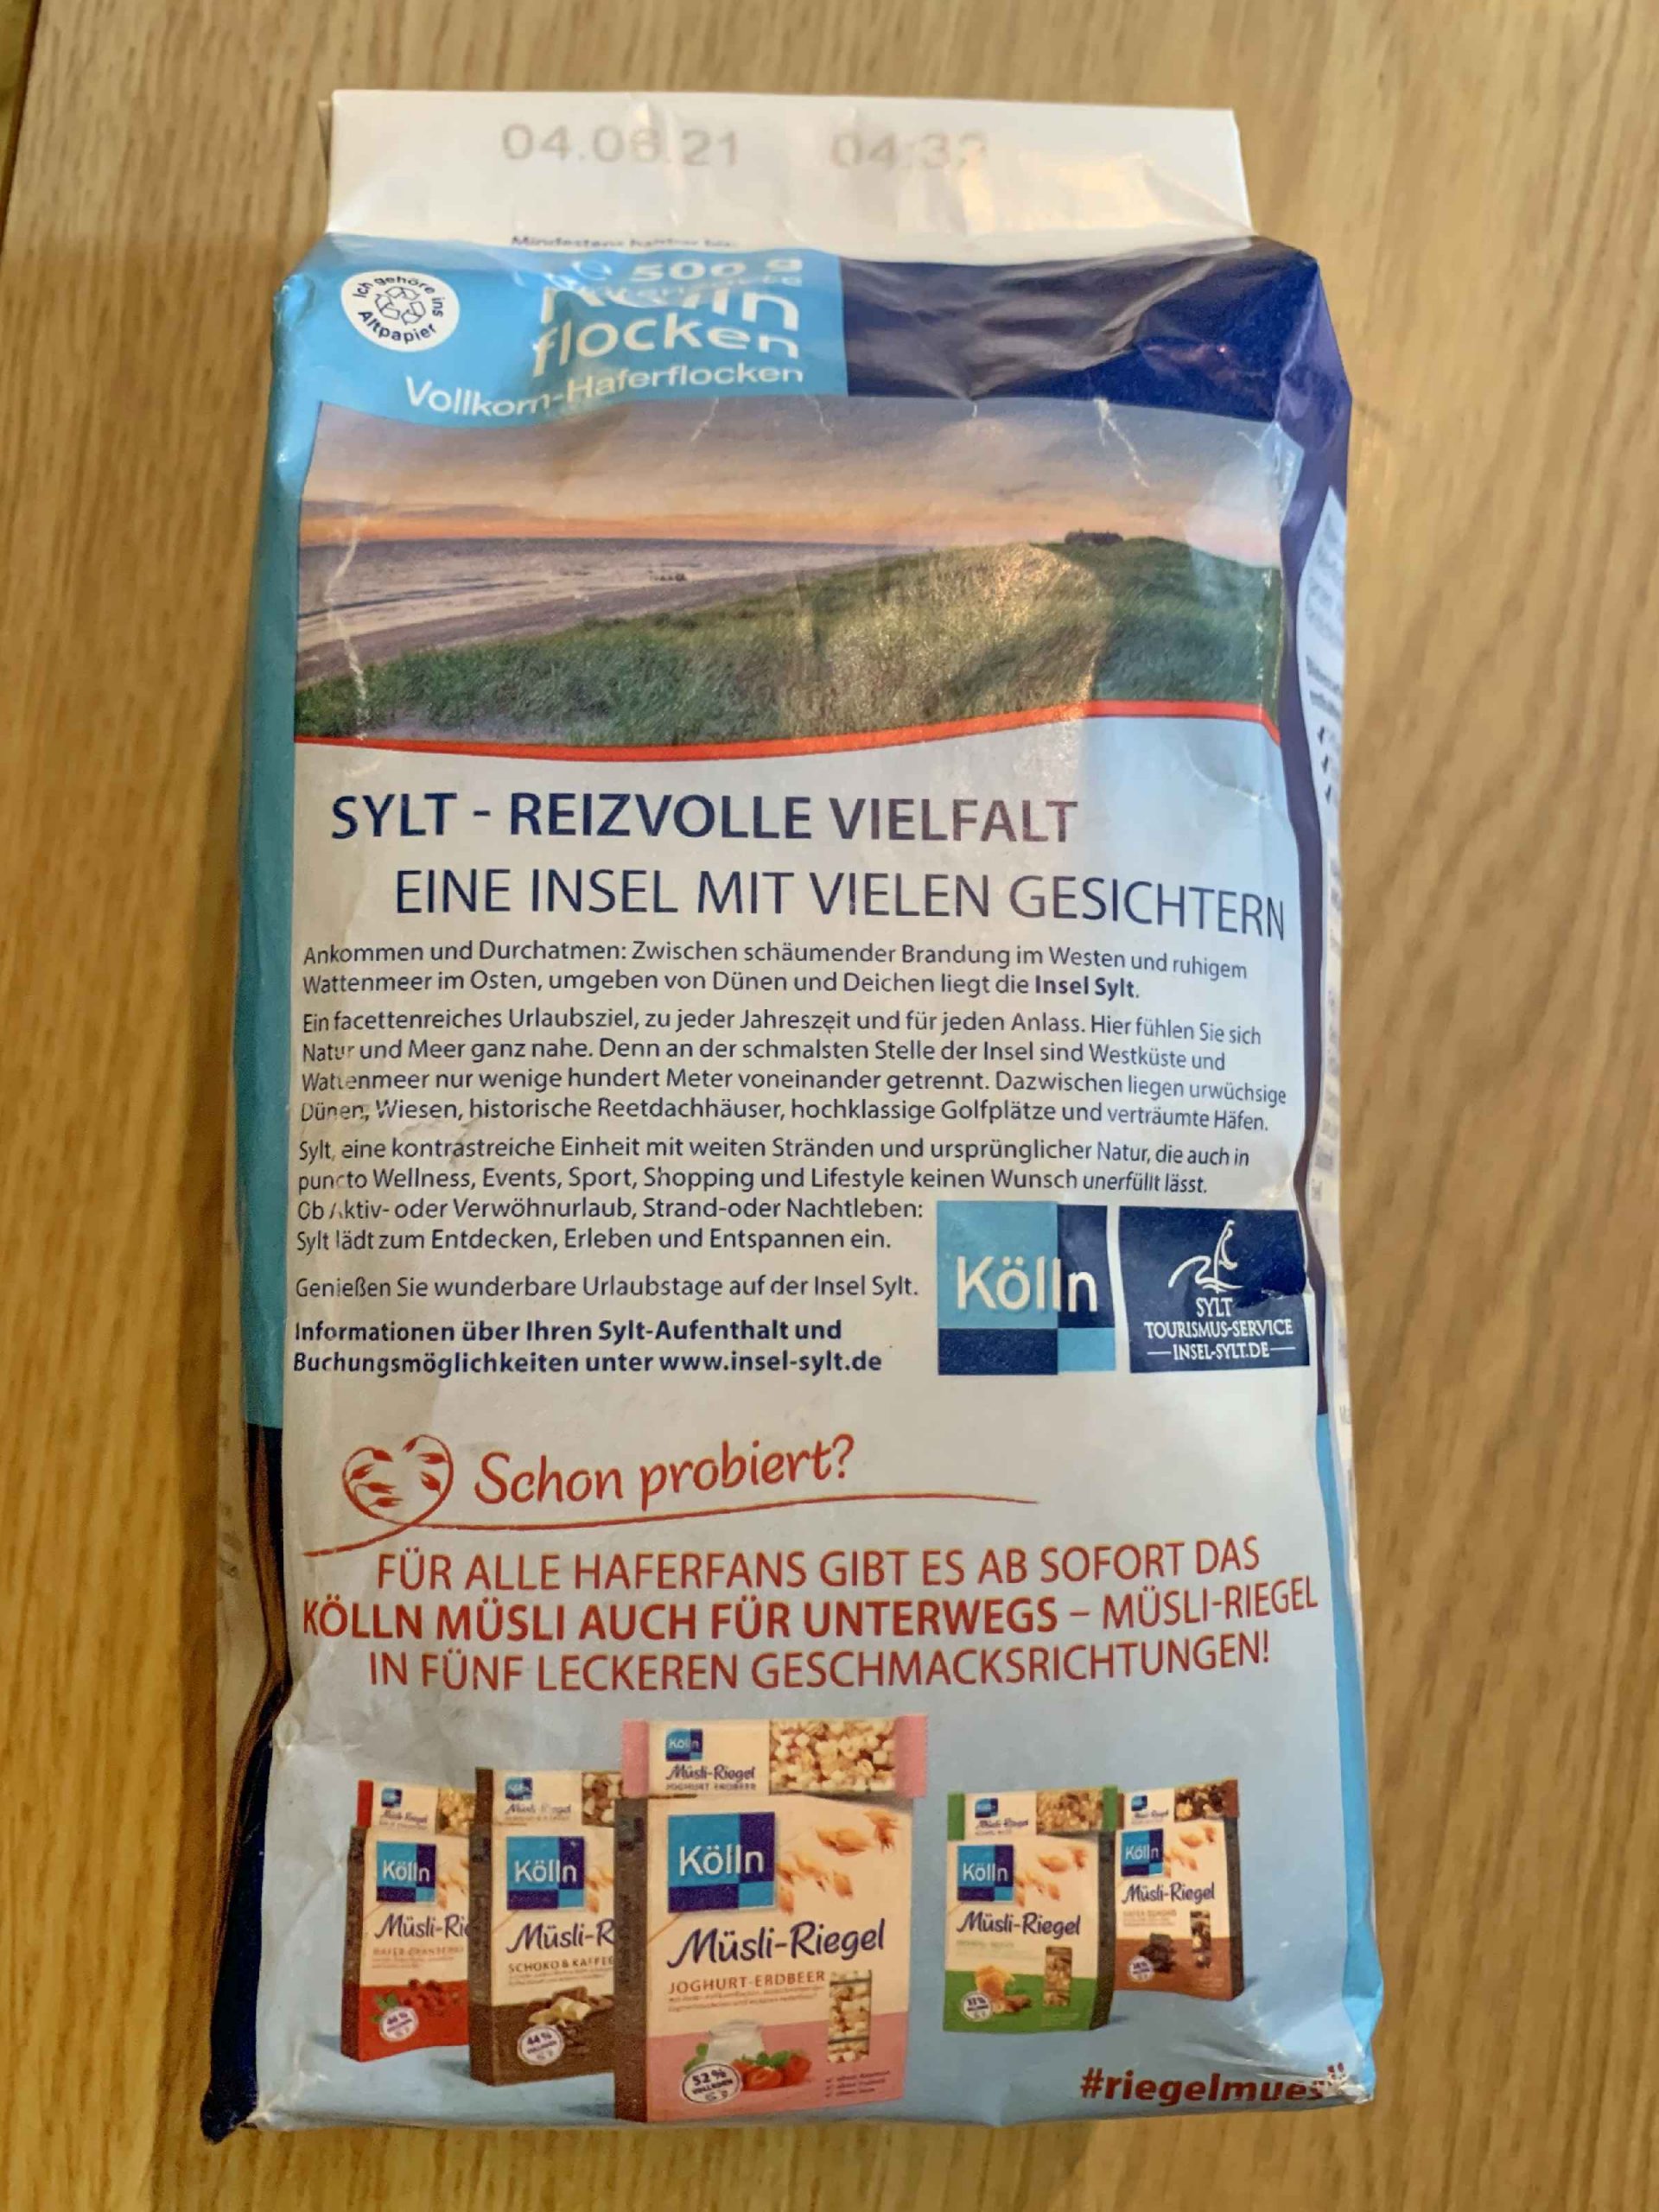 04.08.21 04:33
Mindestens haltbar bis:
500 g
Kölln
flocken
Vollkorn-Haferflocken
Ich gehöre ins
Altpapier
SYLT - REIZVOLLE VIELFALT
EINE INSEL MIT VIELEN GESICHTERN
Ankommen und Durchatmen: Zwischen schäumender Brandung im Westen und ruhigem
Wattenmeer im Osten, umgeben von Dünen und Deichen liegt die Insel Sylt.
Ein facettenreiches Urlaubsziel, zu jeder Jahreszeit und für jeden Anlass. Hier fühlen Sie sich
Natur und Meer ganz nahe. Denn an der schmalsten Stelle der Insel sind Westküste und
Wattenmeer nur wenige hundert Meter voneinander getrennt. Dazwischen liegen urwüchsige
Dünen, Wiesen, historische Reetdachhäuser, hochklassige Golfplätze und verträumte Häfen.
Sylt, eine kontrastreiche Einheit mit weiten Stränden und ursprünglicher Natur, die auch in
puncto Wellness, Events, Sport, Shopping und Lifestyle keinen Wunsch unerfüllt lässt.
Ob Aktiv- oder Verwöhnurlaub, Strand-oder Nachtleben:
Sylt lädt zum Entdecken, Erleben und Entspannen ein.
Genießen Sie wunderbare Urlaubstage auf der Insel Sylt.
Informationen über Ihren Sylt-Aufenthalt und
Buchungsmöglichkeiten unter www.insel-sylt.de
Kölln
SYLT
TOURISMUS-SERVICE
INSEL-SYLT.DE
Schon probiert?
FÜR ALLE HAFERFANS GIBT ES AB SOFORT DAS
KÖLLN MÜSLI AUCH FÜR UNTERWEGS – MÜSLI-RIEGEL
IN FÜNF LECKEREN GESCHMACKSRICHTUNGEN!
Kölln
Müsli-Rie
HAFER-CRANBERRY
Kölln
Müsli-R
SCHOKO & KAFFEE
44%
Kölln
Müsli-Riegel
JOGHURT-ERDBEER
Kölln
Müsli-Riegel
JOGHURT-ERDBEER
52%
Kölln
Müsli-Riegel
Kölln
Müsli-Riegel
#riegelmuesli